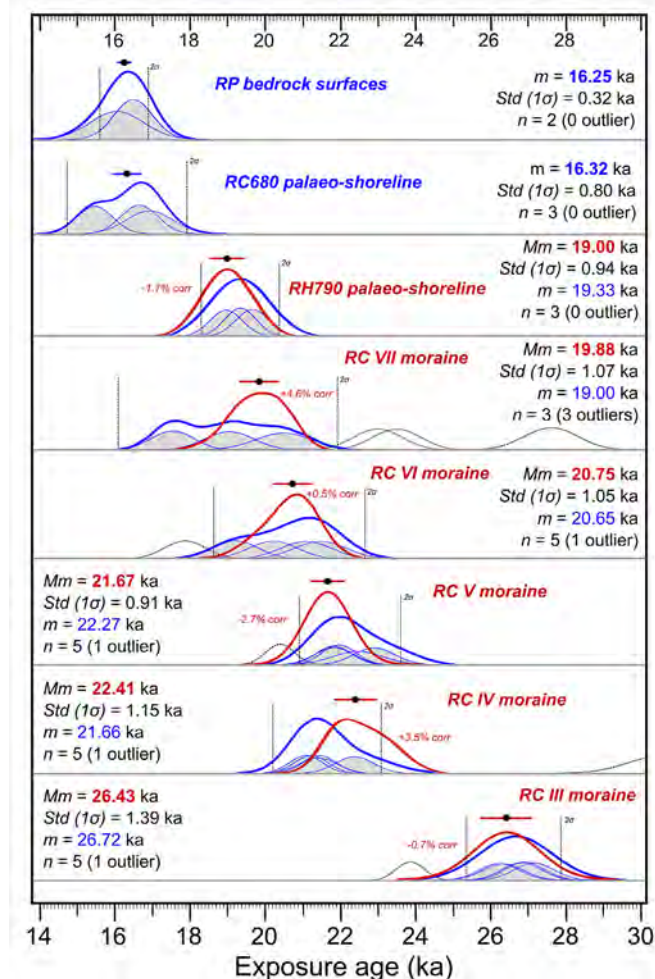 16 18 20 22 24 26 28 30
2σ
RP bedrock surfaces
m = 16.25 ka
Std (1σ) = 0.32 ka
n = 2 (0 outlier)
2σ
RC680 palaeo-shoreline
m = 16.32 ka
Std (1σ) = 0.80 ka
n = 3 (0 outlier)
-1.7% corr
2σ
RH790 palaeo-shoreline
Mm = 19.00 ka
Std (1σ) = 0.94 ka
m = 19.33 ka
n = 3 (0 outlier)
RC VII moraine
+4.6% corr
2σ
Mm = 19.88 ka
Std (1σ) = 1.07 ka
m = 19.00 ka
n = 3 (3 outliers)
RC VI moraine
+0.5% corr
2σ
Mm = 20.75 ka
Std (1σ) = 1.05 ka
m = 20.65 ka
n = 5 (1 outlier)
Mm = 21.67 ka
Std (1σ) = 0.91 ka
m = 22.27 ka
n = 5 (1 outlier)
-2.7% corr
2σ
RC V moraine
Mm = 22.41 ka
Std (1σ) = 1.15 ka
m = 21.66 ka
n = 5 (1 outlier)
2σ
RC IV moraine
+3.5% corr
Mm = 26.43 ka
Std (1σ) = 1.39 ka
m = 26.72 ka
n = 5 (1 outlier)
RC III moraine
-0.7% corr
2σ
14 16 18 20 22 24 26 28 30
Exposure age (ka)